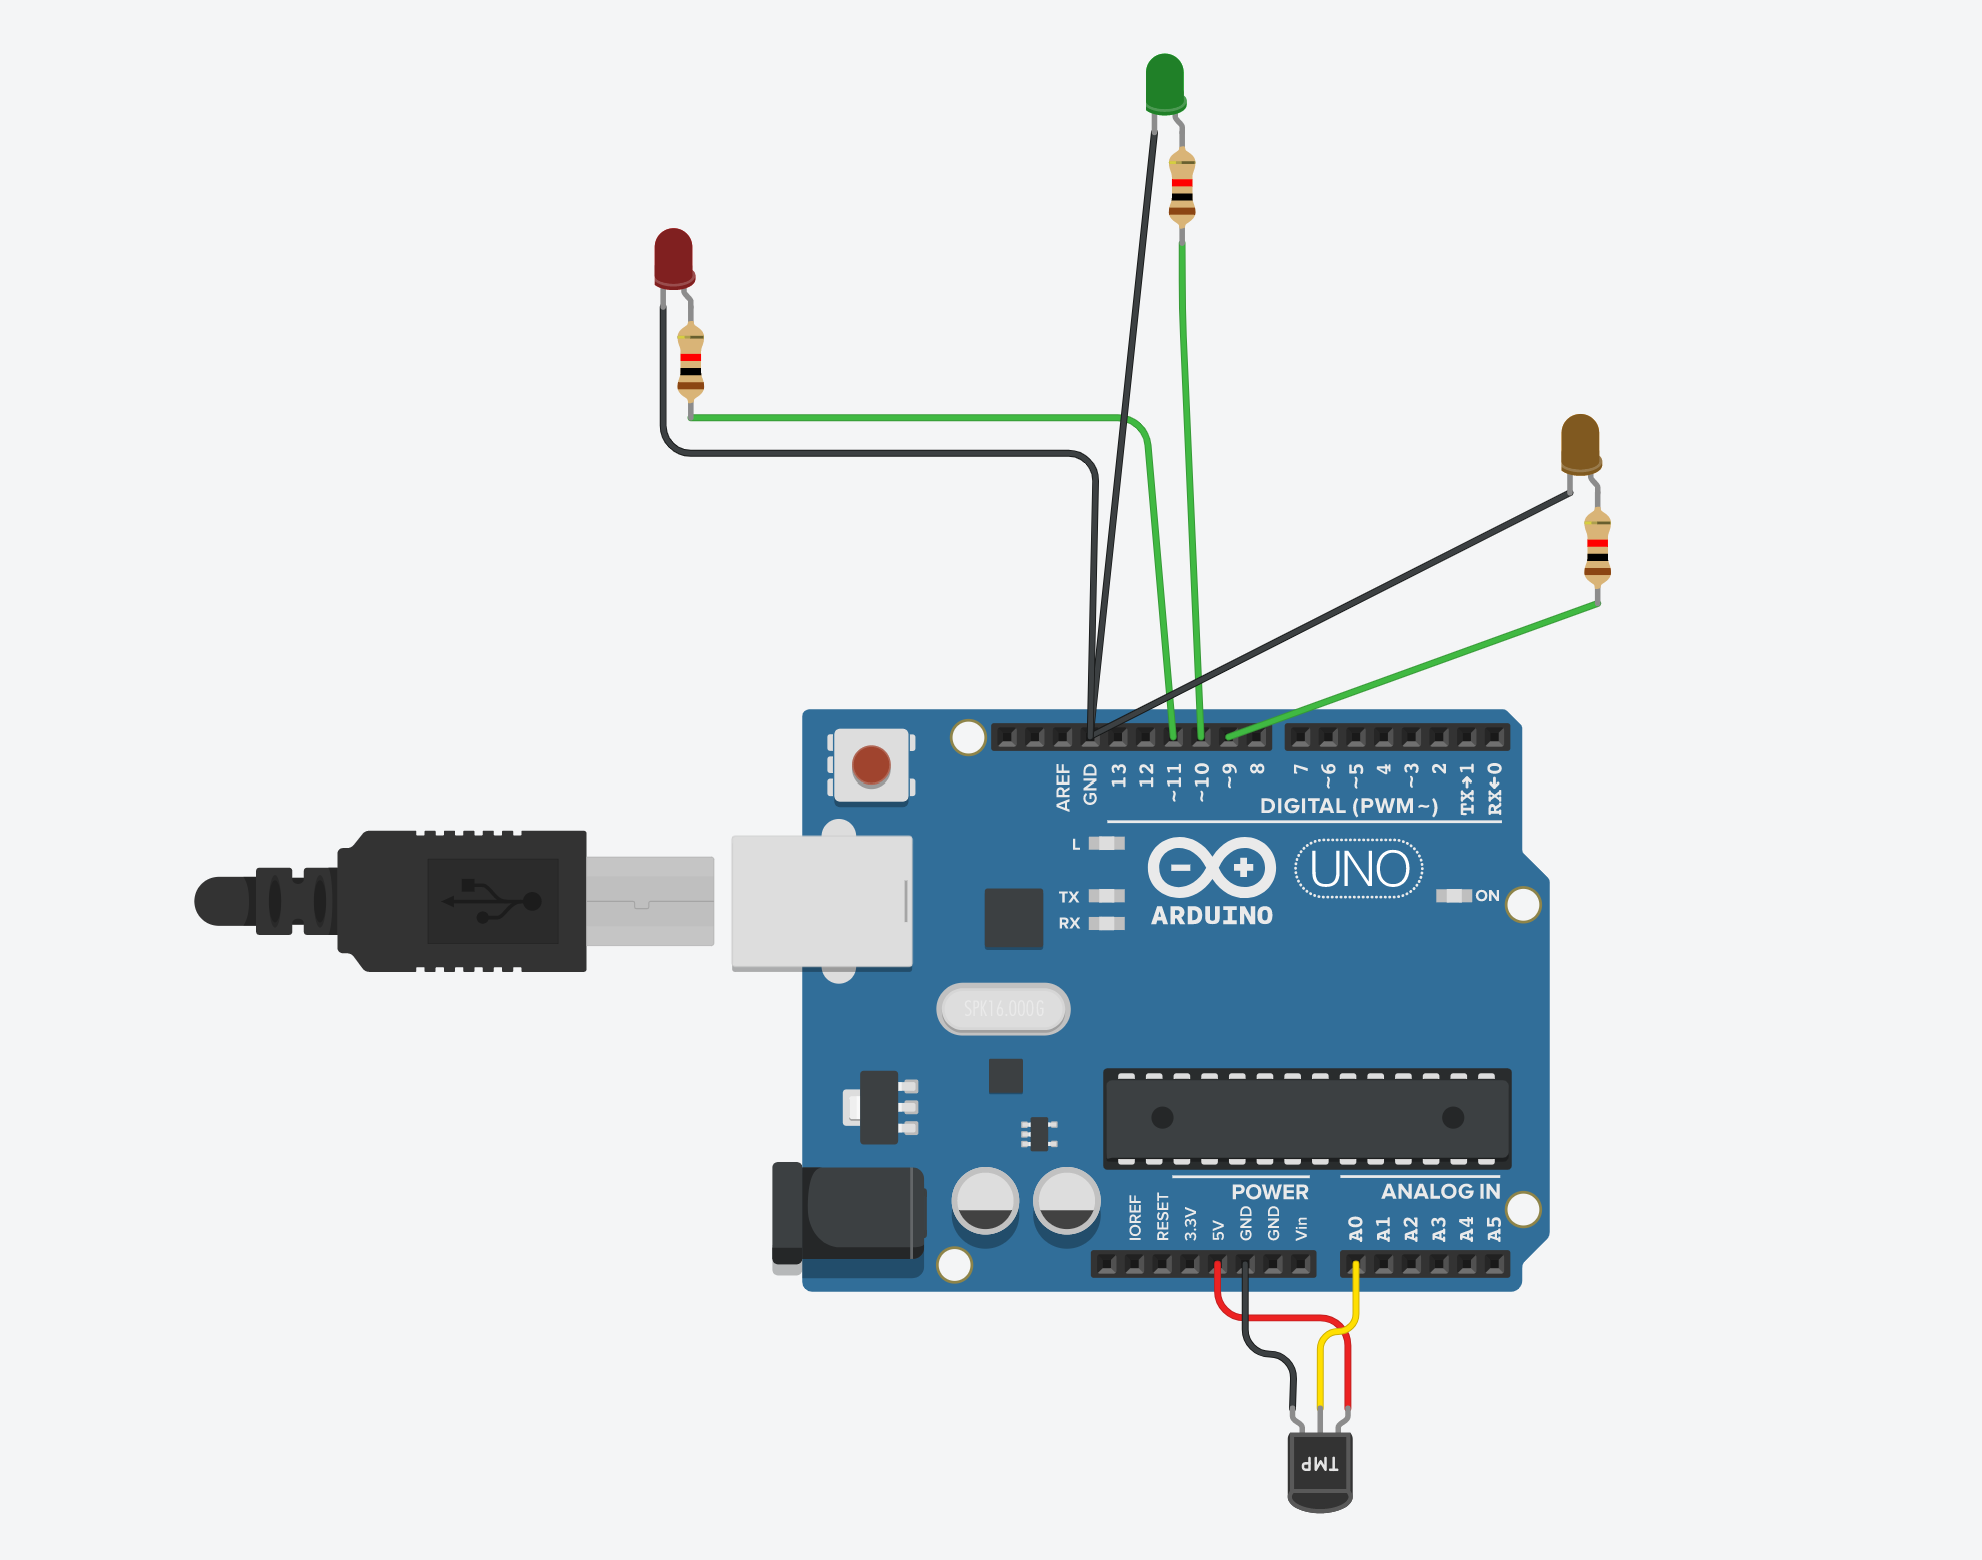 AREF
GND
13
12
~11
~10
~9
8
7
~6
~5
4
~3
2
TX→1
RX←0
DIGITAL (PWM~)
L
TX
RX
ARDUINO
UNO
ON
SPK16.000G
POWER
ANALOG IN
IOREF
RESET
3.3V
5V
GND
GND
Vin
A0
A1
A2
A3
A4
A5
TMP